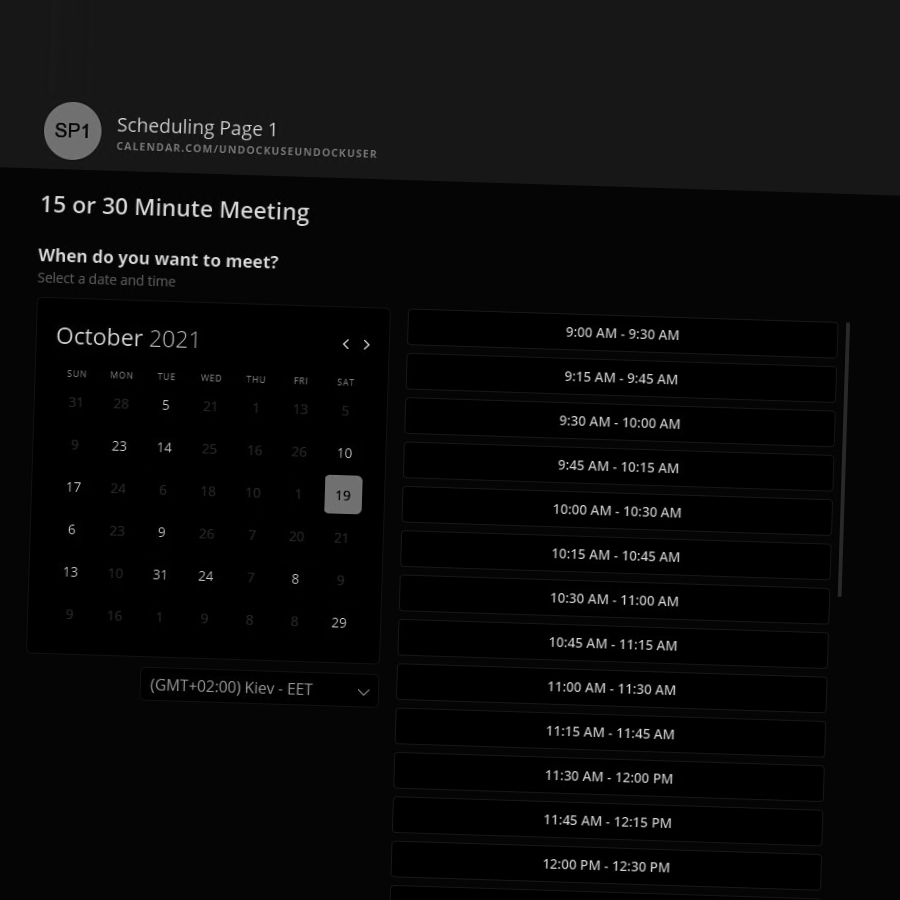 SP1
Scheduling Page 1
CALENDAR.COM/UNDOCKUSEUNDOCKUSER
15 or 30 Minute Meeting
When do you want to meet?
Select a date and time
October 2021
SUN MON TUE WED THU FRI SAT
31 28 5 21 1 13 5
9 23 14 25 16 26 10
17 24 6 18 10 1 19
6 23 9 26 7 20 21
13 10 31 24 7 8 9
9 16 1 9 8 8 29
(GMT+02:00) Kiev - EET
9:00 AM - 9:30 AM
9:15 AM - 9:45 AM
9:30 AM - 10:00 AM
9:45 AM - 10:15 AM
10:00 AM - 10:30 AM
10:15 AM - 10:45 AM
10:30 AM - 11:00 AM
10:45 AM - 11:15 AM
11:00 AM - 11:30 AM
11:15 AM - 11:45 AM
11:30 AM - 12:00 PM
11:45 AM - 12:15 PM
12:00 PM - 12:30 PM